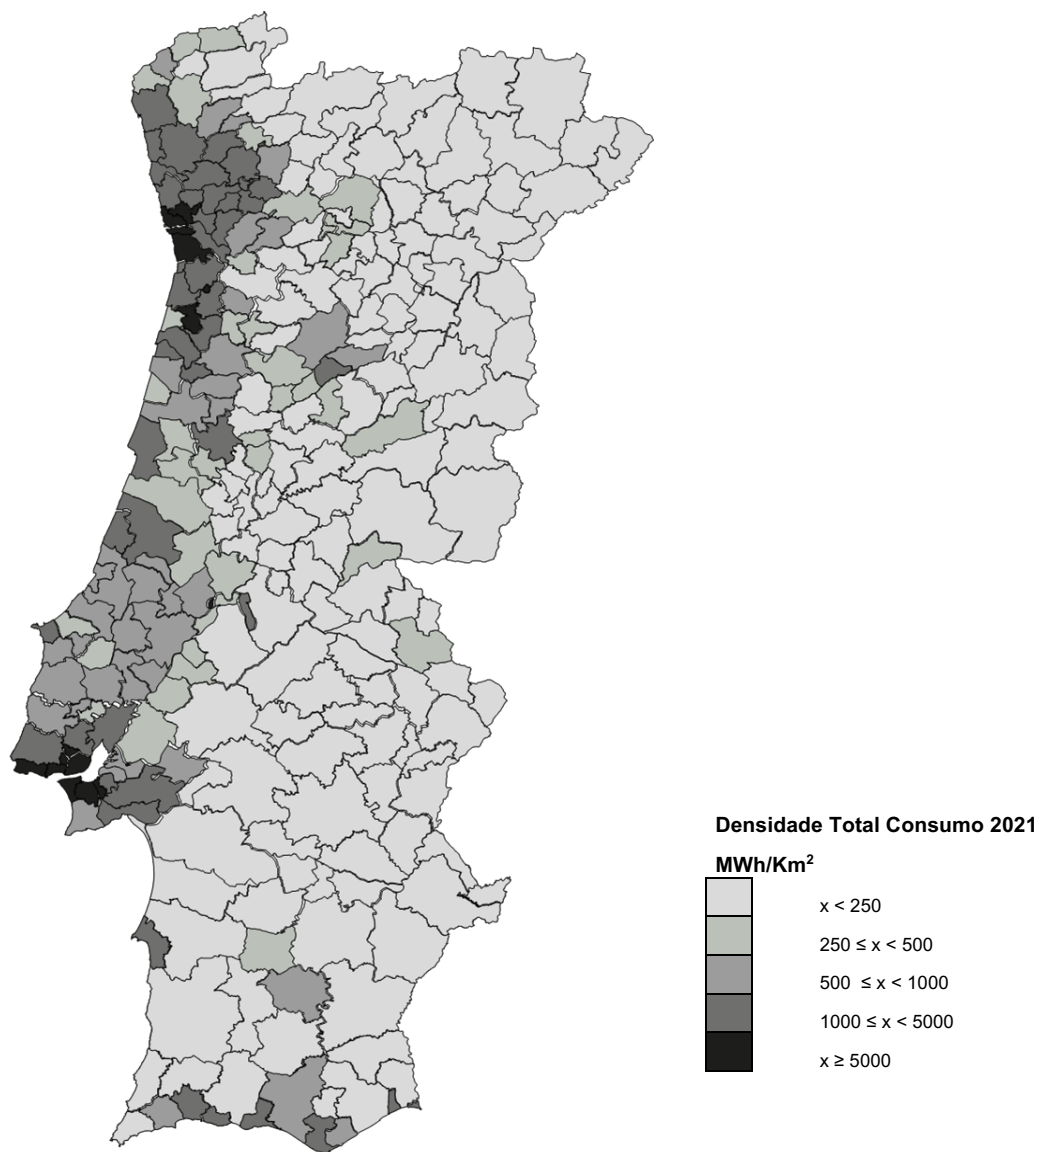 Densidade Total Consumo 2021
MWh/Km²
x < 250
250 ≤ x < 500
500 ≤ x < 1000
1000 ≤ x < 5000
x ≥ 5000